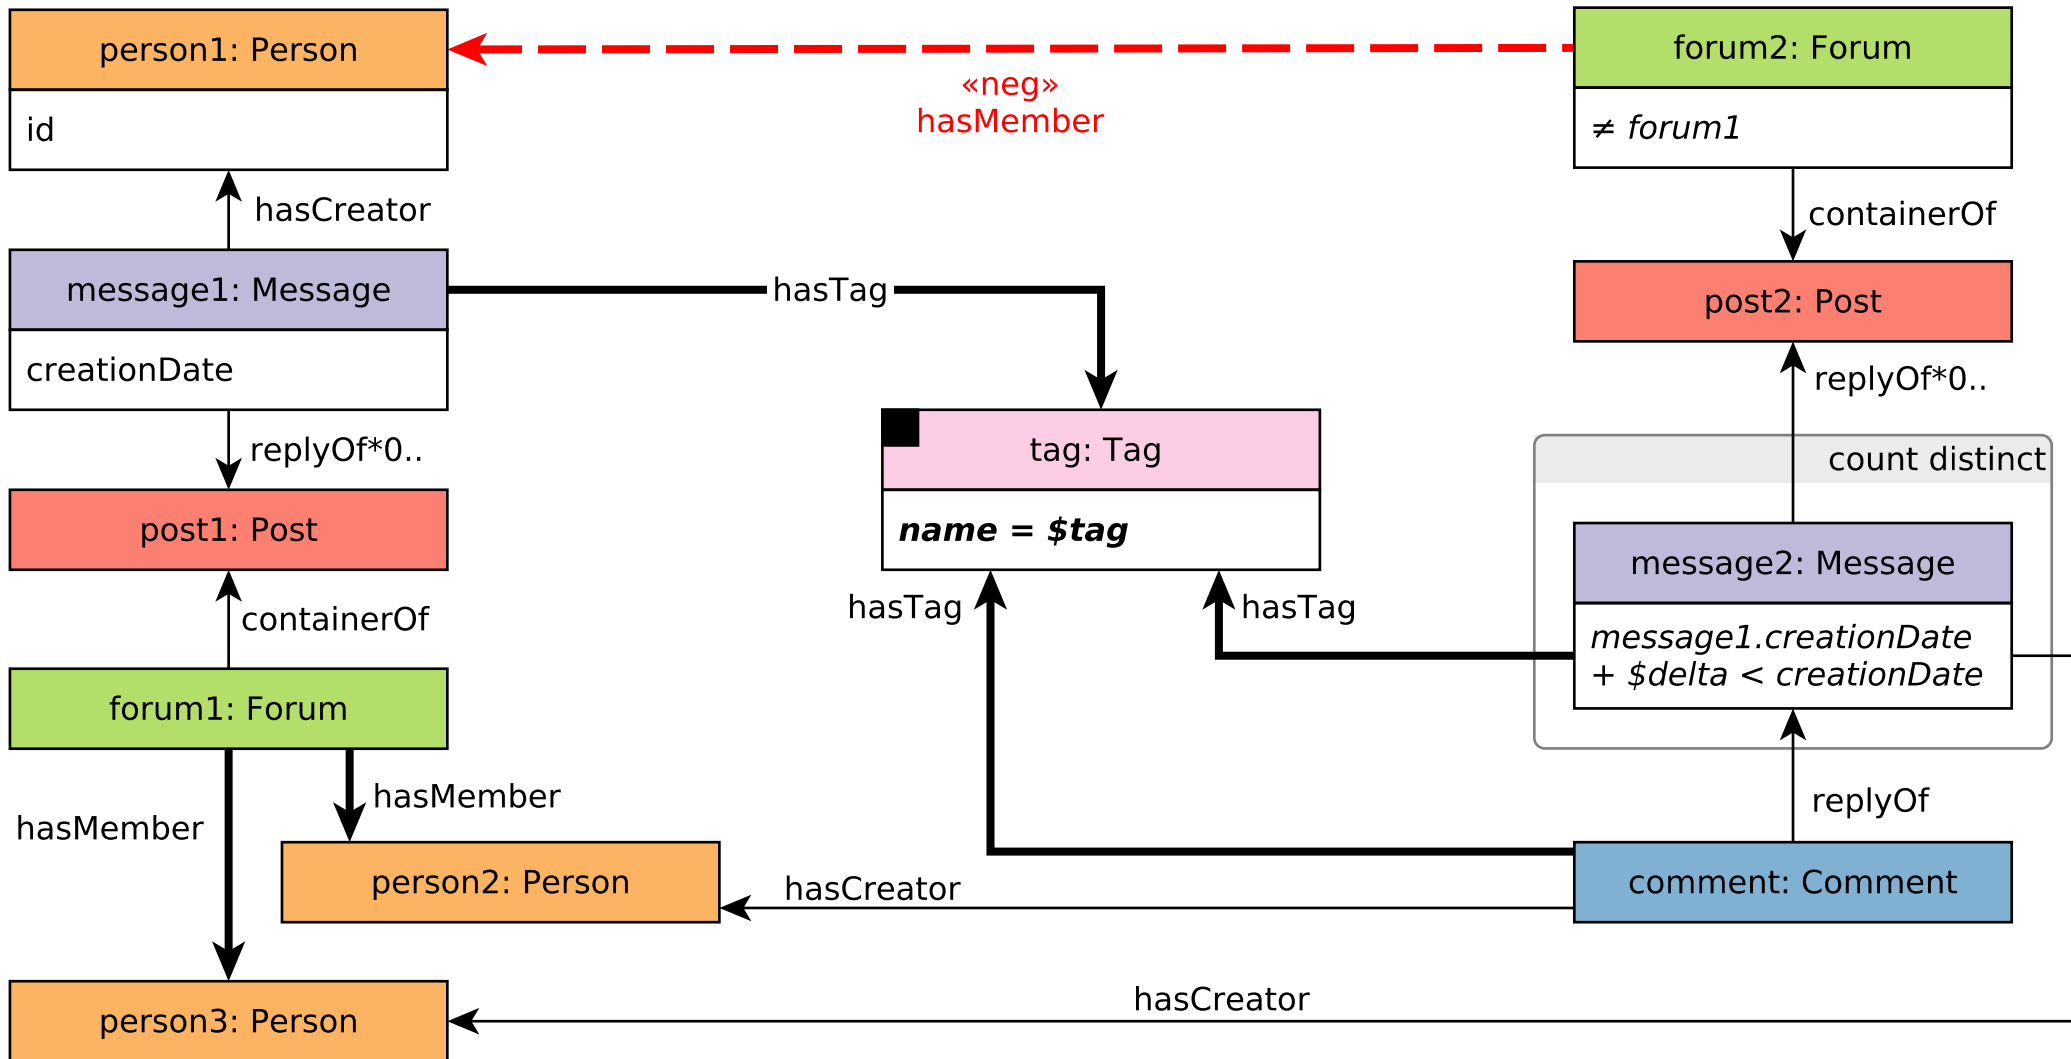 person1: Person
id
«neg»
hasMember
forum2: Forum
≠ forum1
hasCreator
containerOf
message1: Message
creationDate
hasTag
post2: Post
replyOf*0..
replyOf*0..
tag: Tag
name = $tag
count distinct
post1: Post
message2: Message
message1.creationDate
+ $delta < creationDate
containerOf
hasTag
hasTag
forum1: Forum
hasMember
hasMember
replyOf
person2: Person
hasCreator
comment: Comment
person3: Person
hasCreator